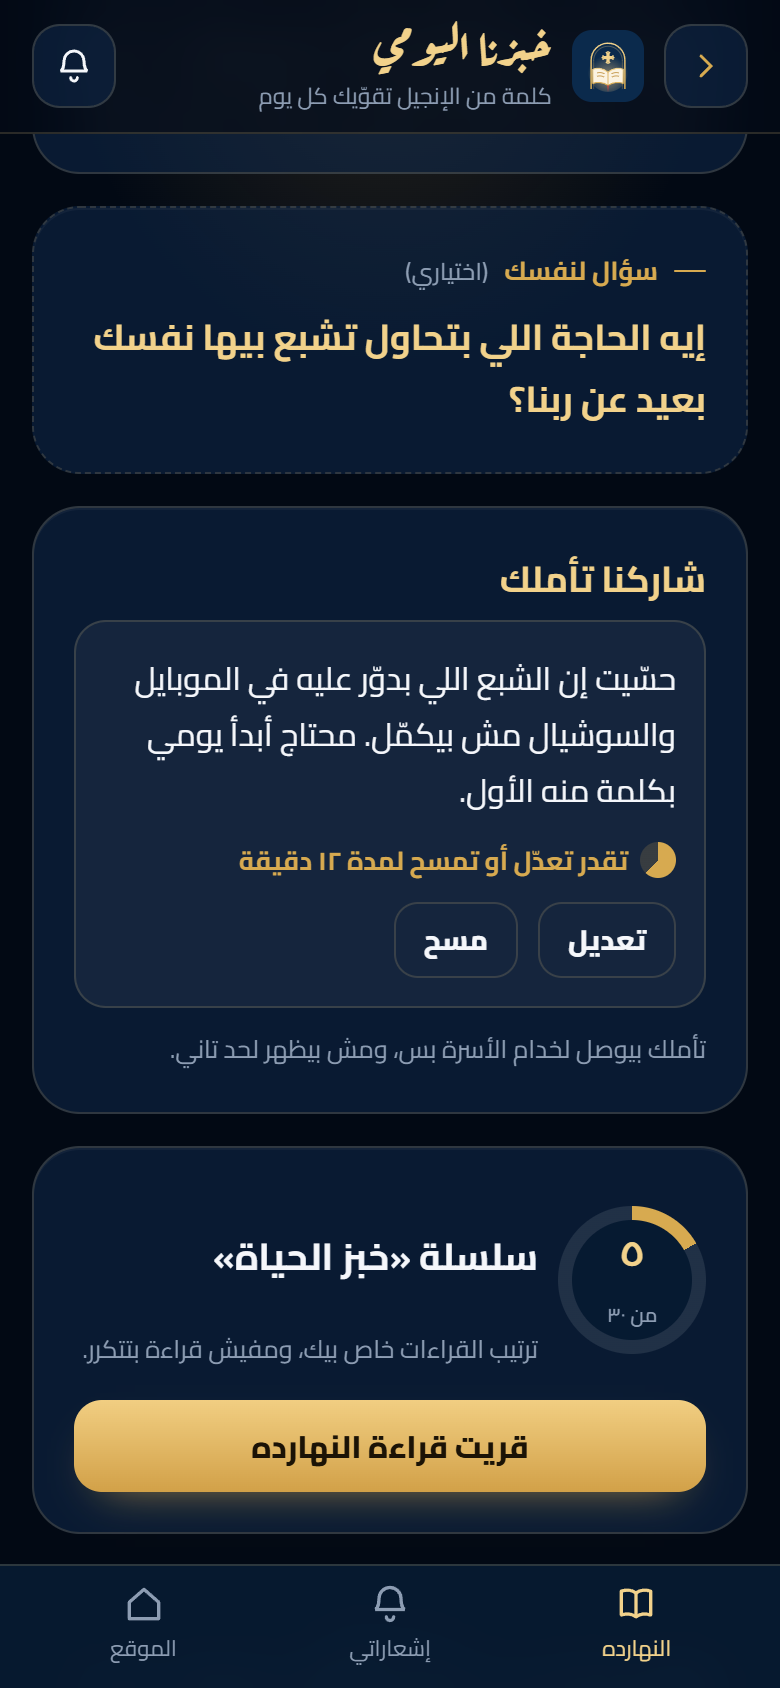 خبزنا اليومي
كلمة من الإنجيل تقوّيك كل يوم
سؤال لنفسك (اختياري)
إيه الحاجة اللي بتحاول تشبع بيها نفسك
بعيد عن ربنا؟
شاركنا تأملك
حسّيت إن الشبع اللي بدوّر عليه في الموبايل
والسوشيال مش بيكمّل. محتاج أبدأ يومي
بكلمة منه الأول.
تقدر تعدّل أو تمسح لمدة ١٢ دقيقة
تعديل
مسح
تأملك بيوصل لخدام الأسرة بس، ومش بيظهر لحد تاني.
٥
من ٣٠
سلسلة «خبز الحياة»
ترتيب القراءات خاص بيك، ومفيش قراءة بتتكرر.
قريت قراءة النهارده
النهارده
إشعاراتي
الموقع